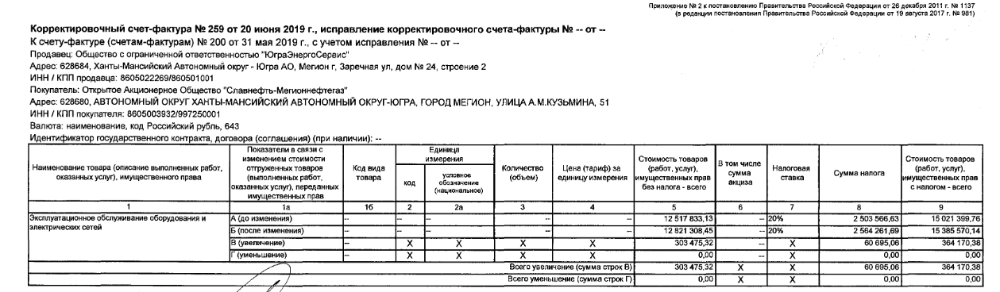 Приложение № 2 к постановлению Правительства Российской Федерации от 26 декабря 2011 г. № 1137
(в редакции постановления Правительства Российской Федерации от 19 августа 2017 г. № 981)
Корректировочный счет-фактура № 259 от 20 июня 2019 г., исправление корректировочного счета-фактуры № -- от --
К счету-фактуре (счетам-фактурам) № 200 от 31 мая 2019 г., с учетом исправления № -- от --
Продавец: Общество с ограниченной ответственностью "ЮграЭнергоСервис"
Адрес: 628684, Ханты-Мансийский Автономный округ - Югра АО, Мегион г, Заречная ул, дом № 24, строение 2
ИНН / КПП продавца: 8605022269/860501001
Покупатель: Открытое Акционерное Общество "Славнефть-Мегионнефтегаз"
Адрес: 628680, АВТОНОМНЫЙ ОКРУГ ХАНТЫ-МАНСИЙСКИЙ АВТОНОМНЫЙ ОКРУГ-ЮГРА, ГОРОД МЕГИОН, УЛИЦА А.М.КУЗЬМИНА, 51
ИНН / КПП покупателя: 8605003932/997250001
Валюта: наименование, код Российский рубль, 643
Идентификатор государственного контракта, договора (соглашения) (при наличии): --
Наименование товара (описание выполненных работ,
оказанных услуг), имущественного права
Показатели в связи с
изменением стоимости
отгруженных товаров
(выполненных работ,
оказанных услуг), переданных
имущественных прав
Код вида
товара
Единица
измерения
код
условное
обозначение
(национальное)
Количество
(объем)
Цена (тариф) за
единицу измерения
Стоимость товаров
(работ, услуг),
имущественных прав
без налога - всего
В том числе
сумма
акциза
Налоговая
ставка
Сумма налога
Стоимость товаров
(работ, услуг),
имущественных прав
с налогом - всего
1 1а 1б 2 2а 3 4 5 6 7 8 9
Эксплуатационное обслуживание оборудования и
электрических сетей
А (до изменения) -- -- -- -- -- 12 517 833,13 -- 20% 2 503 566,63 15 021 399,76
Б (после изменения) -- -- -- -- -- 12 821 308,45 -- 20% 2 564 261,69 15 385 570,14
В (увеличение) -- X X X X 303 475,32 -- X 60 695,06 364 170,38
Г (уменьшение) -- X X X X 0,00 -- X 0,00 0,00
Всего увеличение (сумма строк В) 303 475,32 X X 60 695,06 364 170,38
Всего уменьшение (сумма строк Г) 0,00 X X 0,00 0,00